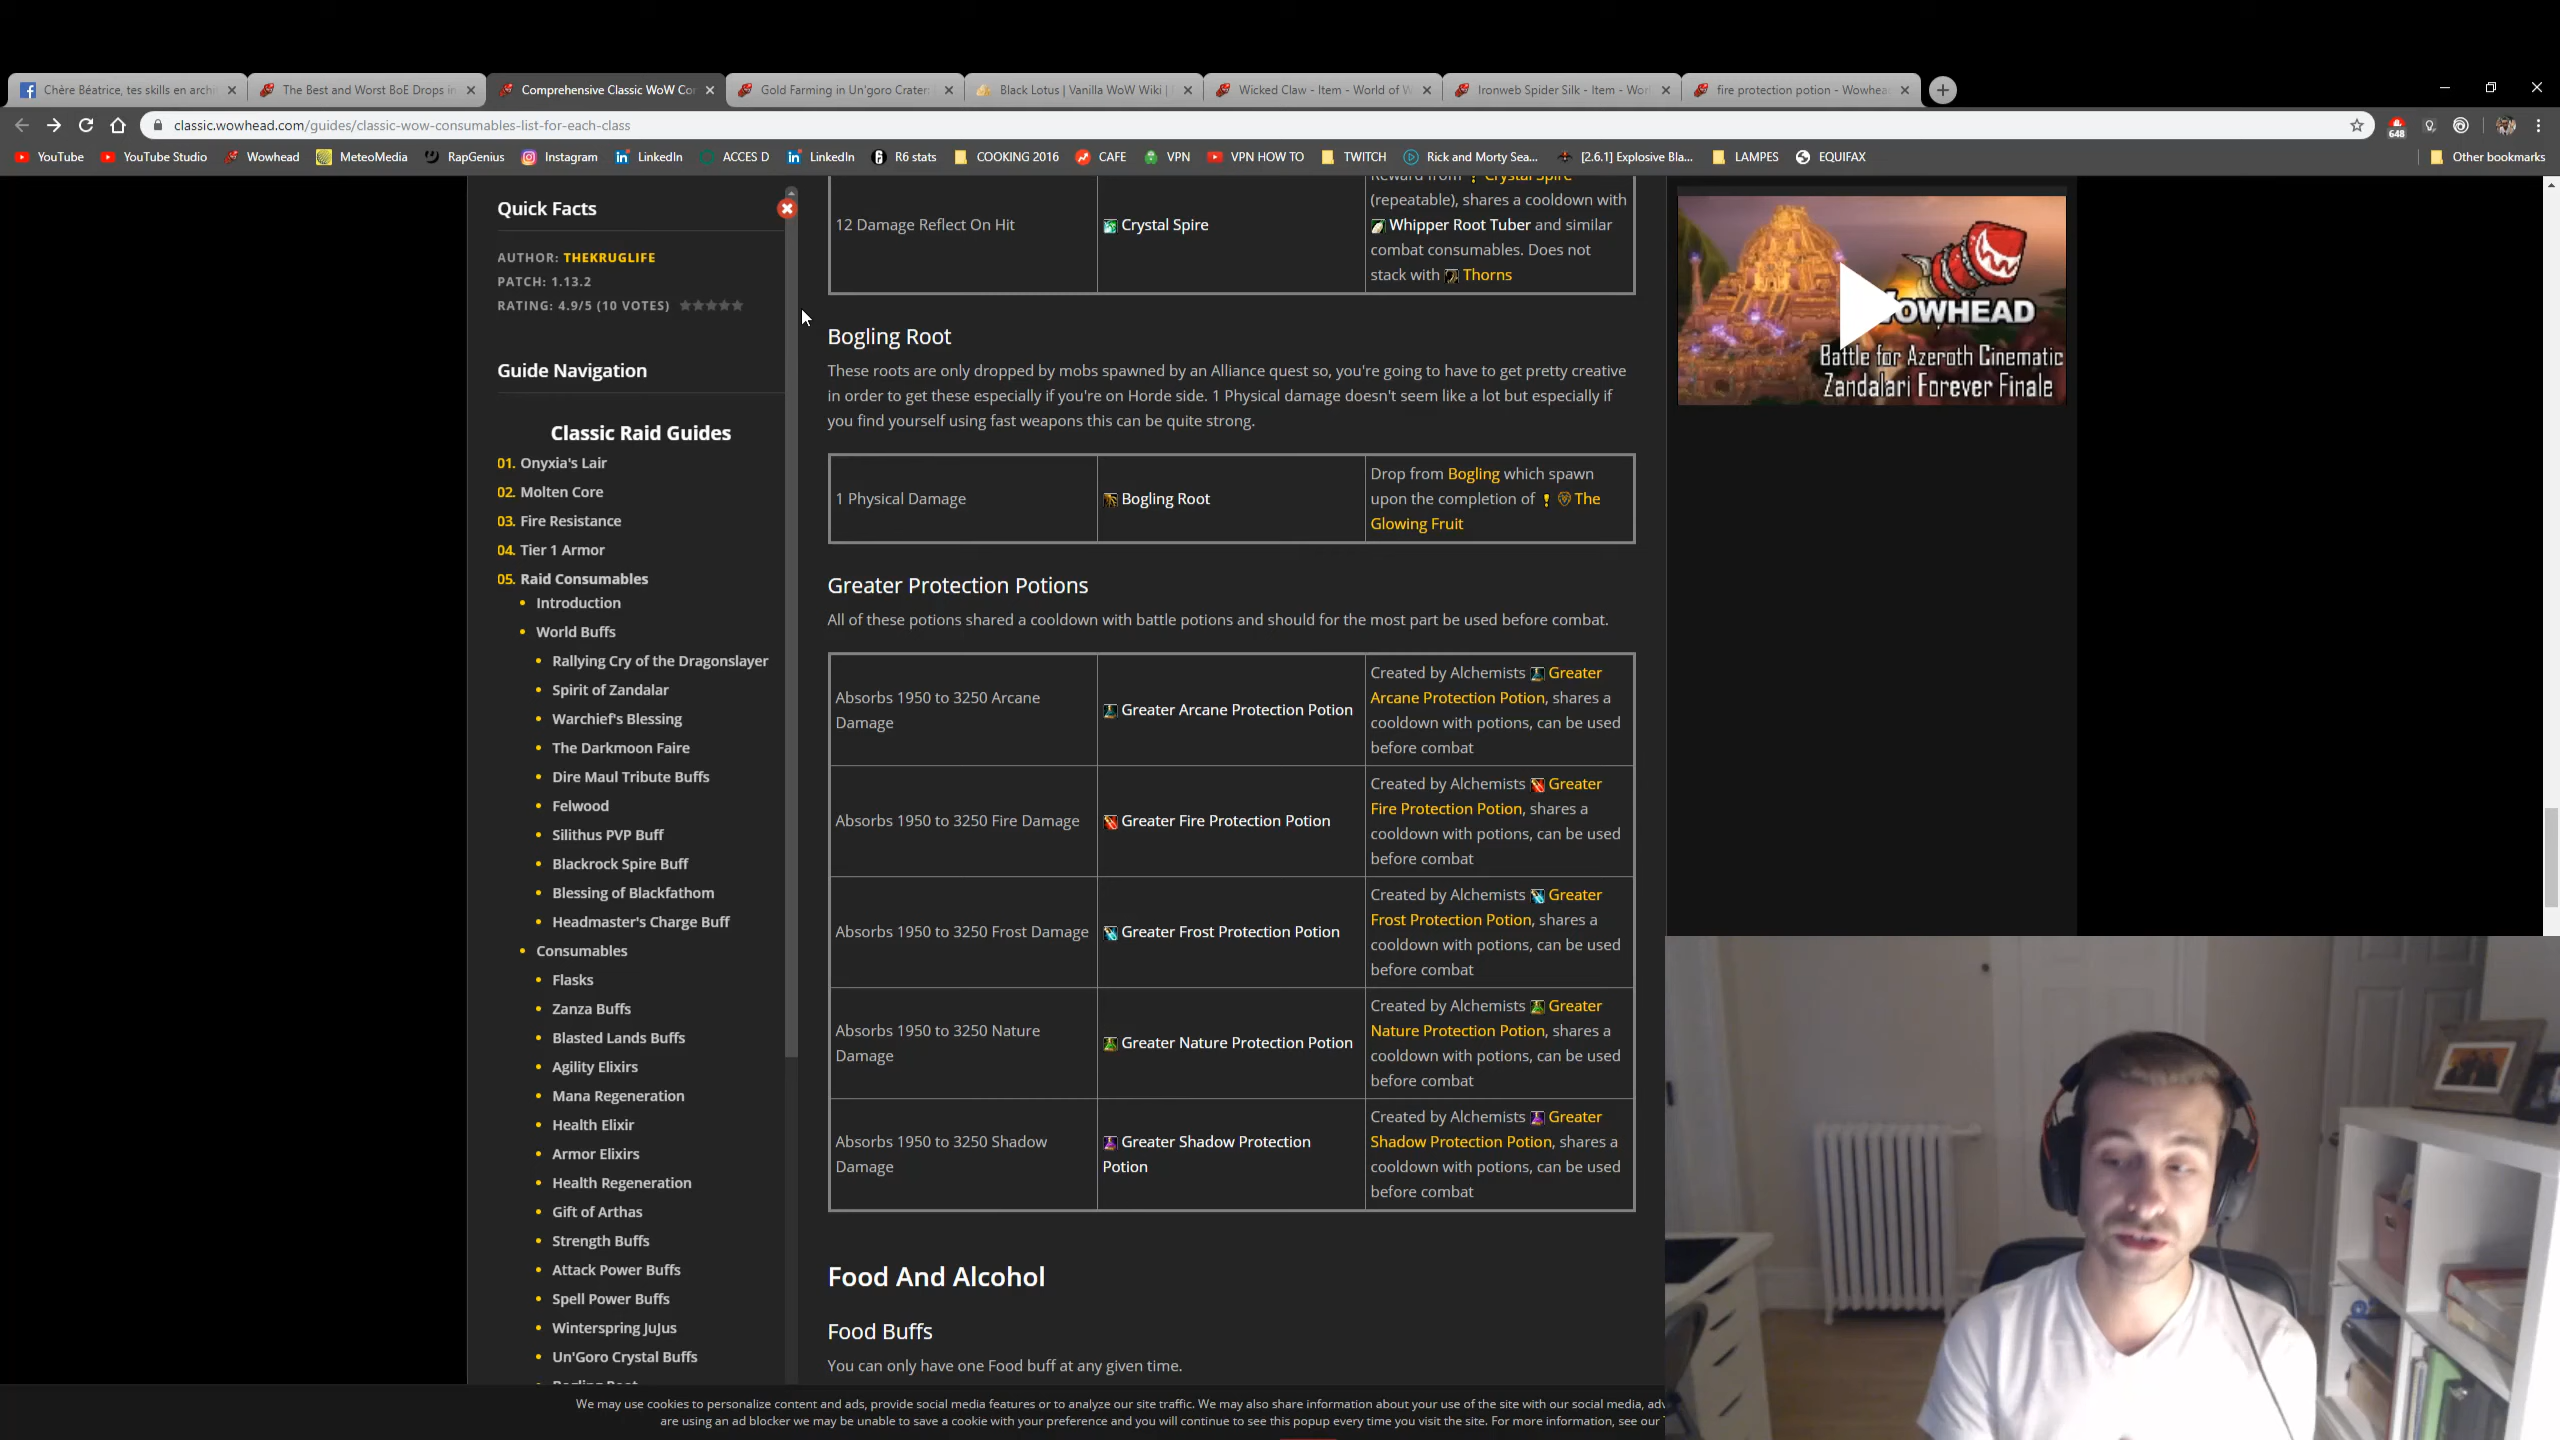 Chère Béatrice, tes skills en archi
The Best and Worst BoE Drops in
Comprehensive Classic WoW Cor
Gold Farming in Un'goro Crater:
Black Lotus | Vanilla WoW Wiki |
Wicked Claw - Item - World of W
Ironweb Spider Silk - Item - Wor
fire protection potion - Wowhea
classic.wowhead.com/guides/classic-wow-consumables-list-for-each-class
648
YouTube
YouTube Studio
Wowhead
MeteoMedia
RapGenius
Instagram
LinkedIn
ACCES D
LinkedIn
R6 stats
COOKING 2016
CAFE
VPN
VPN HOW TO
TWITCH
Rick and Morty Sea...
[2.6.1] Explosive Bla...
LAMPES
EQUIFAX
Other bookmarks
Quick Facts
AUTHOR: THEKRUGLIFE
PATCH: 1.13.2
RATING: 4.9/5 (10 VOTES)
Guide Navigation
Classic Raid Guides
01. Onyxia's Lair
02. Molten Core
03. Fire Resistance
04. Tier 1 Armor
05. Raid Consumables
Introduction
World Buffs
Rallying Cry of the Dragonslayer
Spirit of Zandalar
Warchief's Blessing
The Darkmoon Faire
Dire Maul Tribute Buffs
Felwood
Silithus PVP Buff
Blackrock Spire Buff
Blessing of Blackfathom
Headmaster's Charge Buff
Consumables
Flasks
Zanza Buffs
Blasted Lands Buffs
Agility Elixirs
Mana Regeneration
Health Elixir
Armor Elixirs
Health Regeneration
Gift of Arthas
Strength Buffs
Attack Power Buffs
Spell Power Buffs
Winterspring JuJus
Un'Goro Crystal Buffs
Bogling Root
12 Damage Reflect On Hit
Crystal Spire
Reward from ! Crystal Spire
(repeatable), shares a cooldown with
Whipper Root Tuber and similar
combat consumables. Does not
stack with Thorns
Bogling Root
These roots are only dropped by mobs spawned by an Alliance quest so, you're going to have to get pretty creative
in order to get these especially if you're on Horde side. 1 Physical damage doesn't seem like a lot but especially if
you find yourself using fast weapons this can be quite strong.
1 Physical Damage
Bogling Root
Drop from Bogling which spawn
upon the completion of ! The
Glowing Fruit
Greater Protection Potions
All of these potions shared a cooldown with battle potions and should for the most part be used before combat.
Absorbs 1950 to 3250 Arcane
Damage
Greater Arcane Protection Potion
Created by Alchemists Greater
Arcane Protection Potion, shares a
cooldown with potions, can be used
before combat
Absorbs 1950 to 3250 Fire Damage
Greater Fire Protection Potion
Created by Alchemists Greater
Fire Protection Potion, shares a
cooldown with potions, can be used
before combat
Absorbs 1950 to 3250 Frost Damage
Greater Frost Protection Potion
Created by Alchemists Greater
Frost Protection Potion, shares a
cooldown with potions, can be used
before combat
Absorbs 1950 to 3250 Nature
Damage
Greater Nature Protection Potion
Created by Alchemists Greater
Nature Protection Potion, shares a
cooldown with potions, can be used
before combat
Absorbs 1950 to 3250 Shadow
Damage
Greater Shadow Protection
Potion
Created by Alchemists Greater
Shadow Protection Potion, shares a
cooldown with potions, can be used
before combat
Food And Alcohol
Food Buffs
You can only have one Food buff at any given time.
WOWHEAD
Battle for Azeroth Cinematic
Zandalari Forever Finale
We may use cookies to personalize content and ads, provide social media features or to analyze our site traffic. We may also share information about your use of the site with our social media, adv
are using an ad blocker we may be unable to save a cookie with your preference and you will continue to see this popup every time you visit the site. For more information, see our